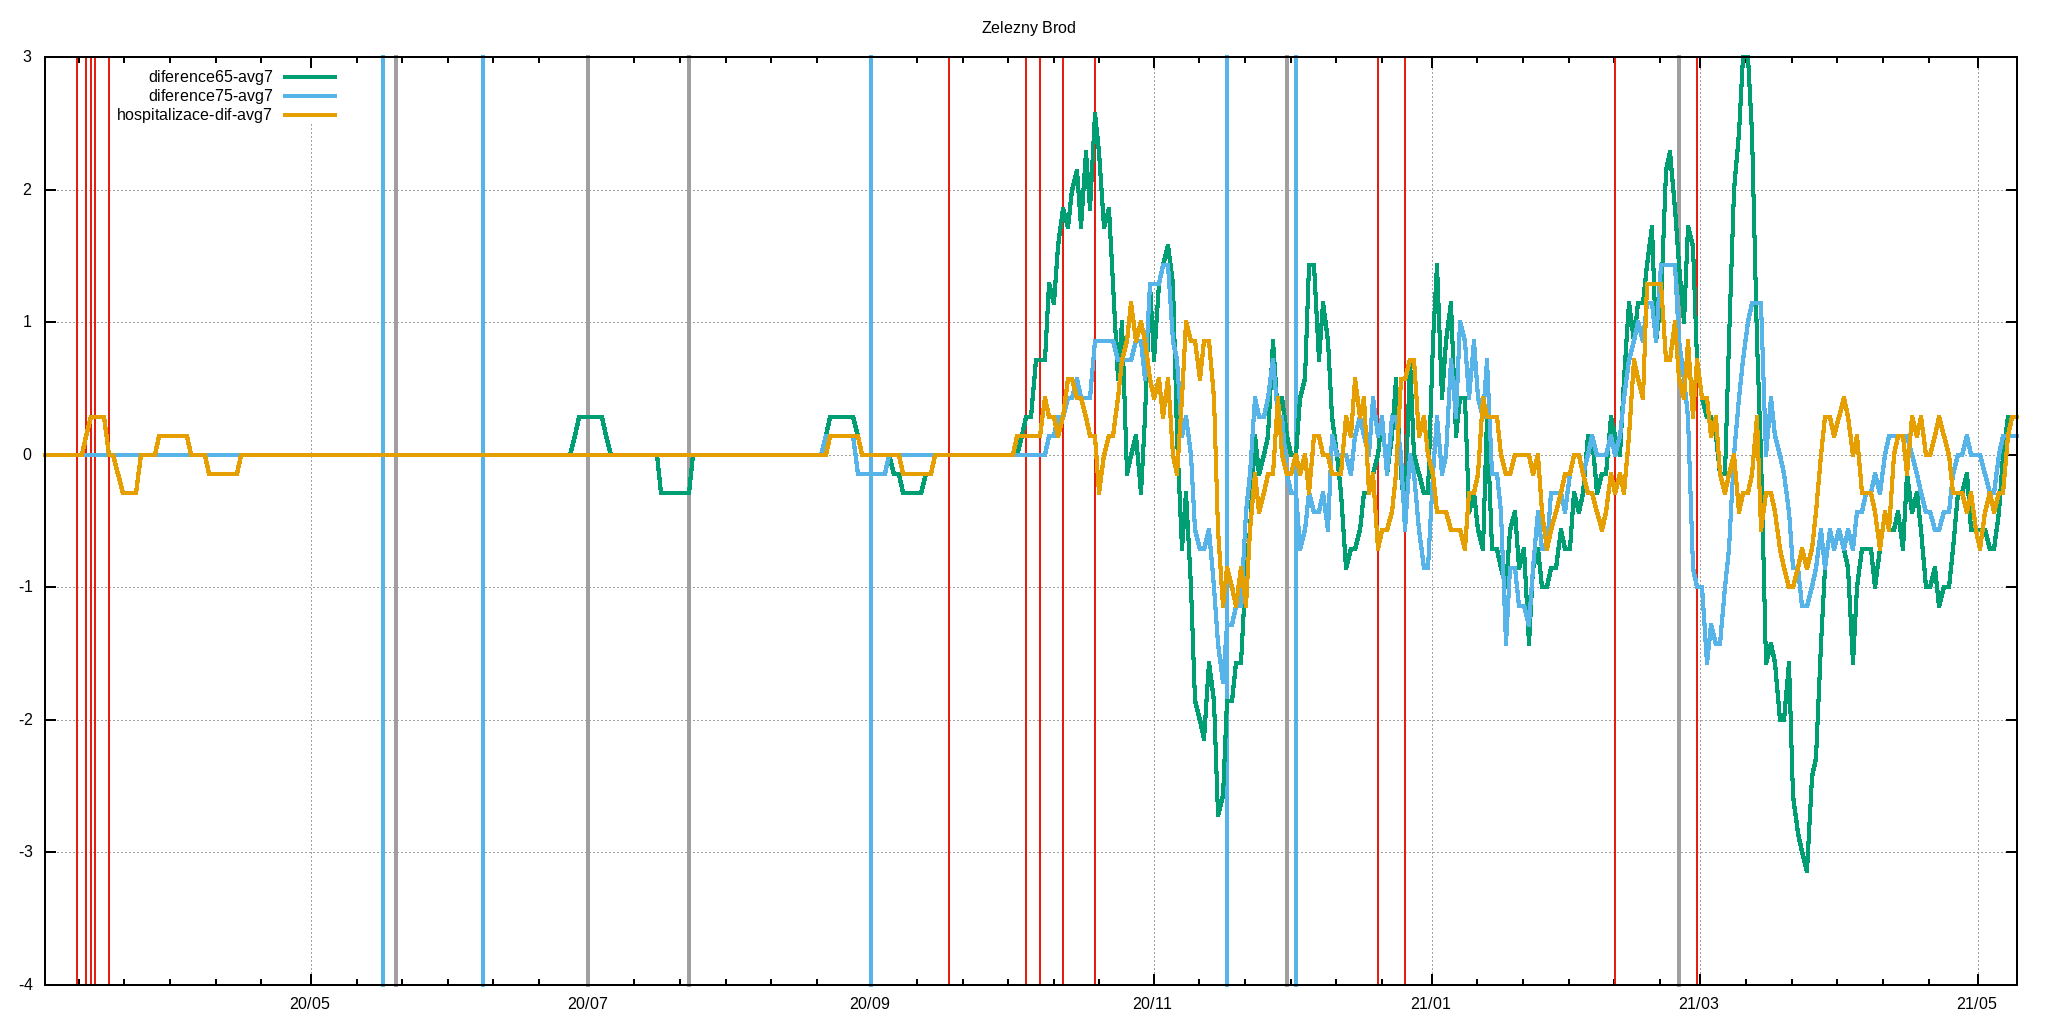 Zelezny Brod
diference65-avg7
diference75-avg7
hospitalizace-dif-avg7
3
2
1
0
-1
-2
-3
-4
20/05 20/07 20/09 20/11 21/01 21/03 21/05